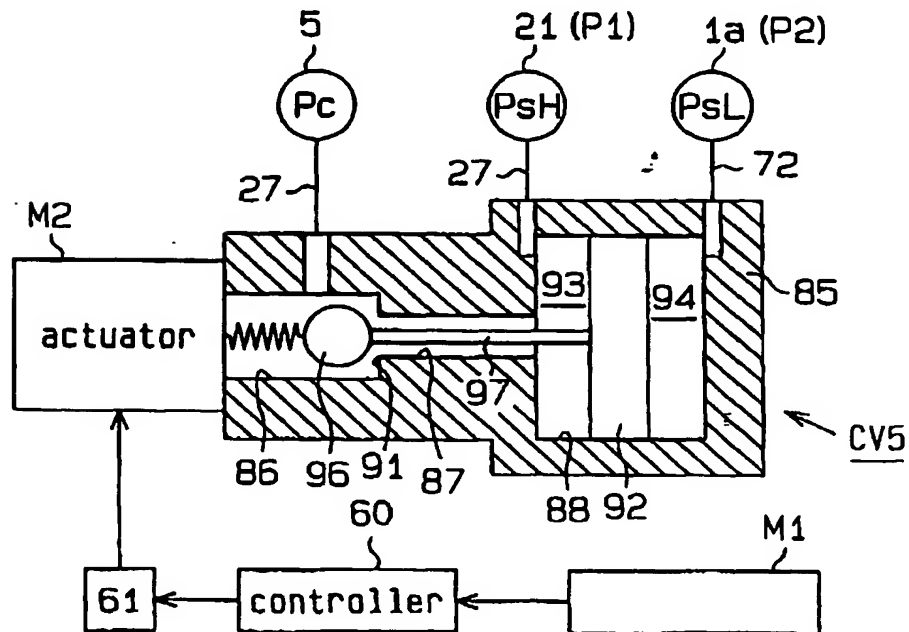 5
21 (P1)
1a (P2)
Pc
PsH
PsL
27
27
72
M2
93
94
85
actuator
97
CV5
86
96
91
87
88
92
60
M1
61
controller